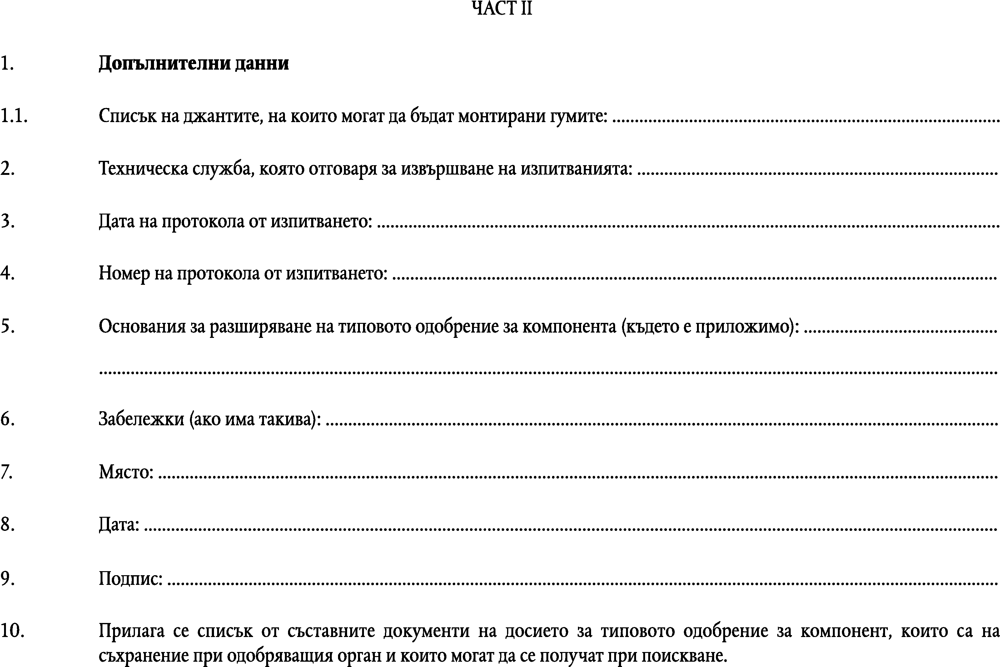 ЧАСТ II
1. Допълнителни данни
1.1. Списък на джантите, на които могат да бъдат монтирани гумите: ................................................................................
2. Техническа служба, която отговаря за извършване на изпитванията: ................................................................................
3. Дата на протокола от изпитването: ................................................................................
4. Номер на протокола от изпитването: ................................................................................
5. Основания за разширяване на типовото одобрение за компонента (където е приложимо): ........................................
................................................................................
6. Забележки (ако има такива): ................................................................................
7. Място: ................................................................................
8. Дата: ................................................................................
9. Подпис: ................................................................................
10. Прилага се списък от съставните документи на досието за типовото одобрение за компонент, които са на
съхранение при одобряващия орган и които могат да се получат при поискване.